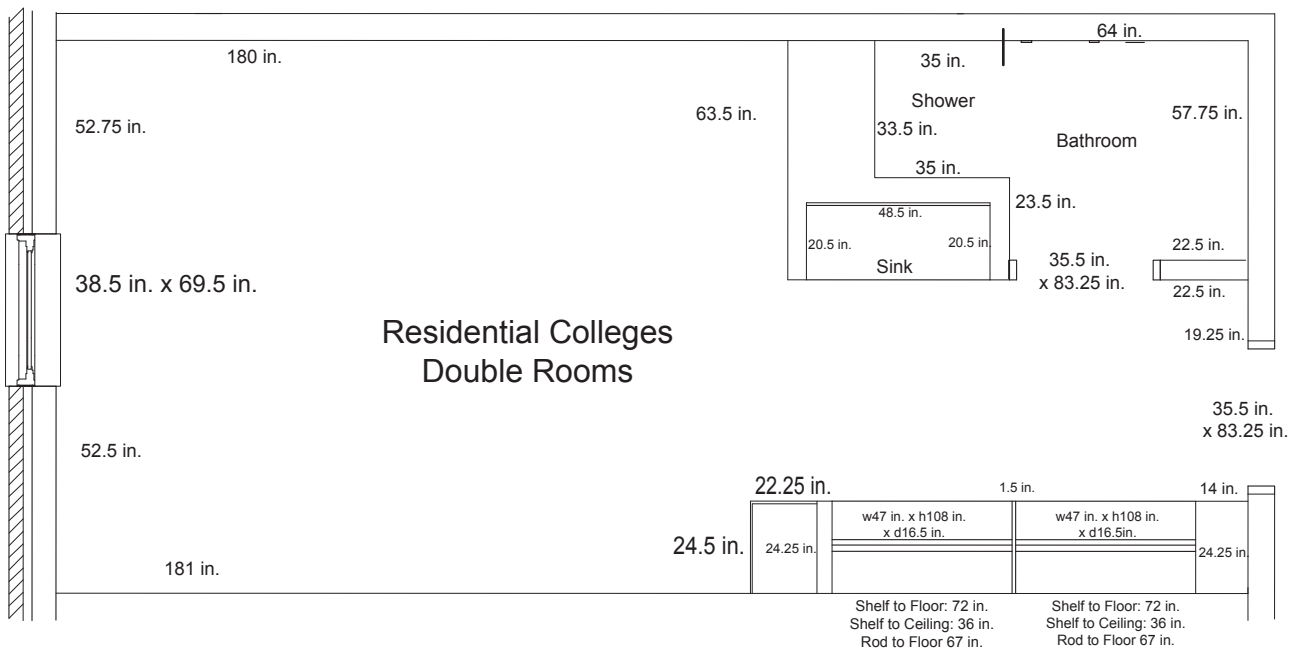 64 in.
180 in.
35 in.
Shower
63.5 in.
57.75 in.
52.75 in.
33.5 in.
Bathroom
35 in.
23.5 in.
48.5 in.
20.5 in.
20.5 in.
22.5 in.
Sink
35.5 in.
x 83.25 in.
38.5 in. x 69.5 in.
22.5 in.
19.25 in.
Residential Colleges
Double Rooms
35.5 in.
x 83.25 in.
52.5 in.
22.25 in.
1.5 in.
14 in.
w47 in. x h108 in.
x d16.5 in.
w47 in. x h108 in.
x d16.5in.
24.5 in.
24.25 in.
24.25 in.
181 in.
Shelf to Floor: 72 in.
Shelf to Ceiling: 36 in.
Rod to Floor 67 in.
Shelf to Floor: 72 in.
Shelf to Ceiling: 36 in.
Rod to Floor 67 in.